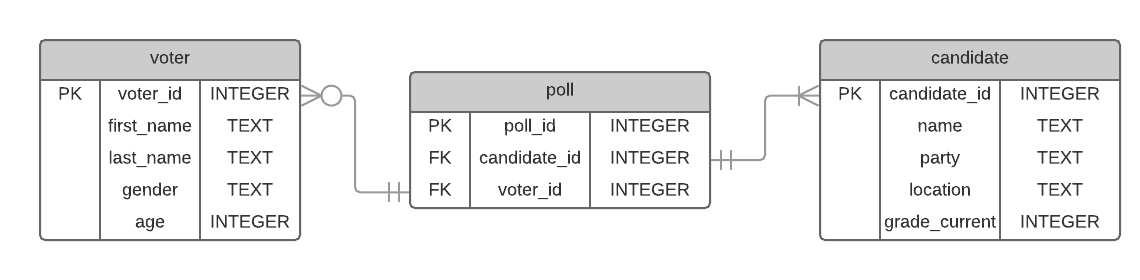 voter
PK voter_id INTEGER
first_name TEXT
last_name TEXT
gender TEXT
age INTEGER
poll
PK poll_id INTEGER
FK candidate_id INTEGER
FK voter_id INTEGER
candidate
PK candidate_id INTEGER
name TEXT
party TEXT
location TEXT
grade_current INTEGER